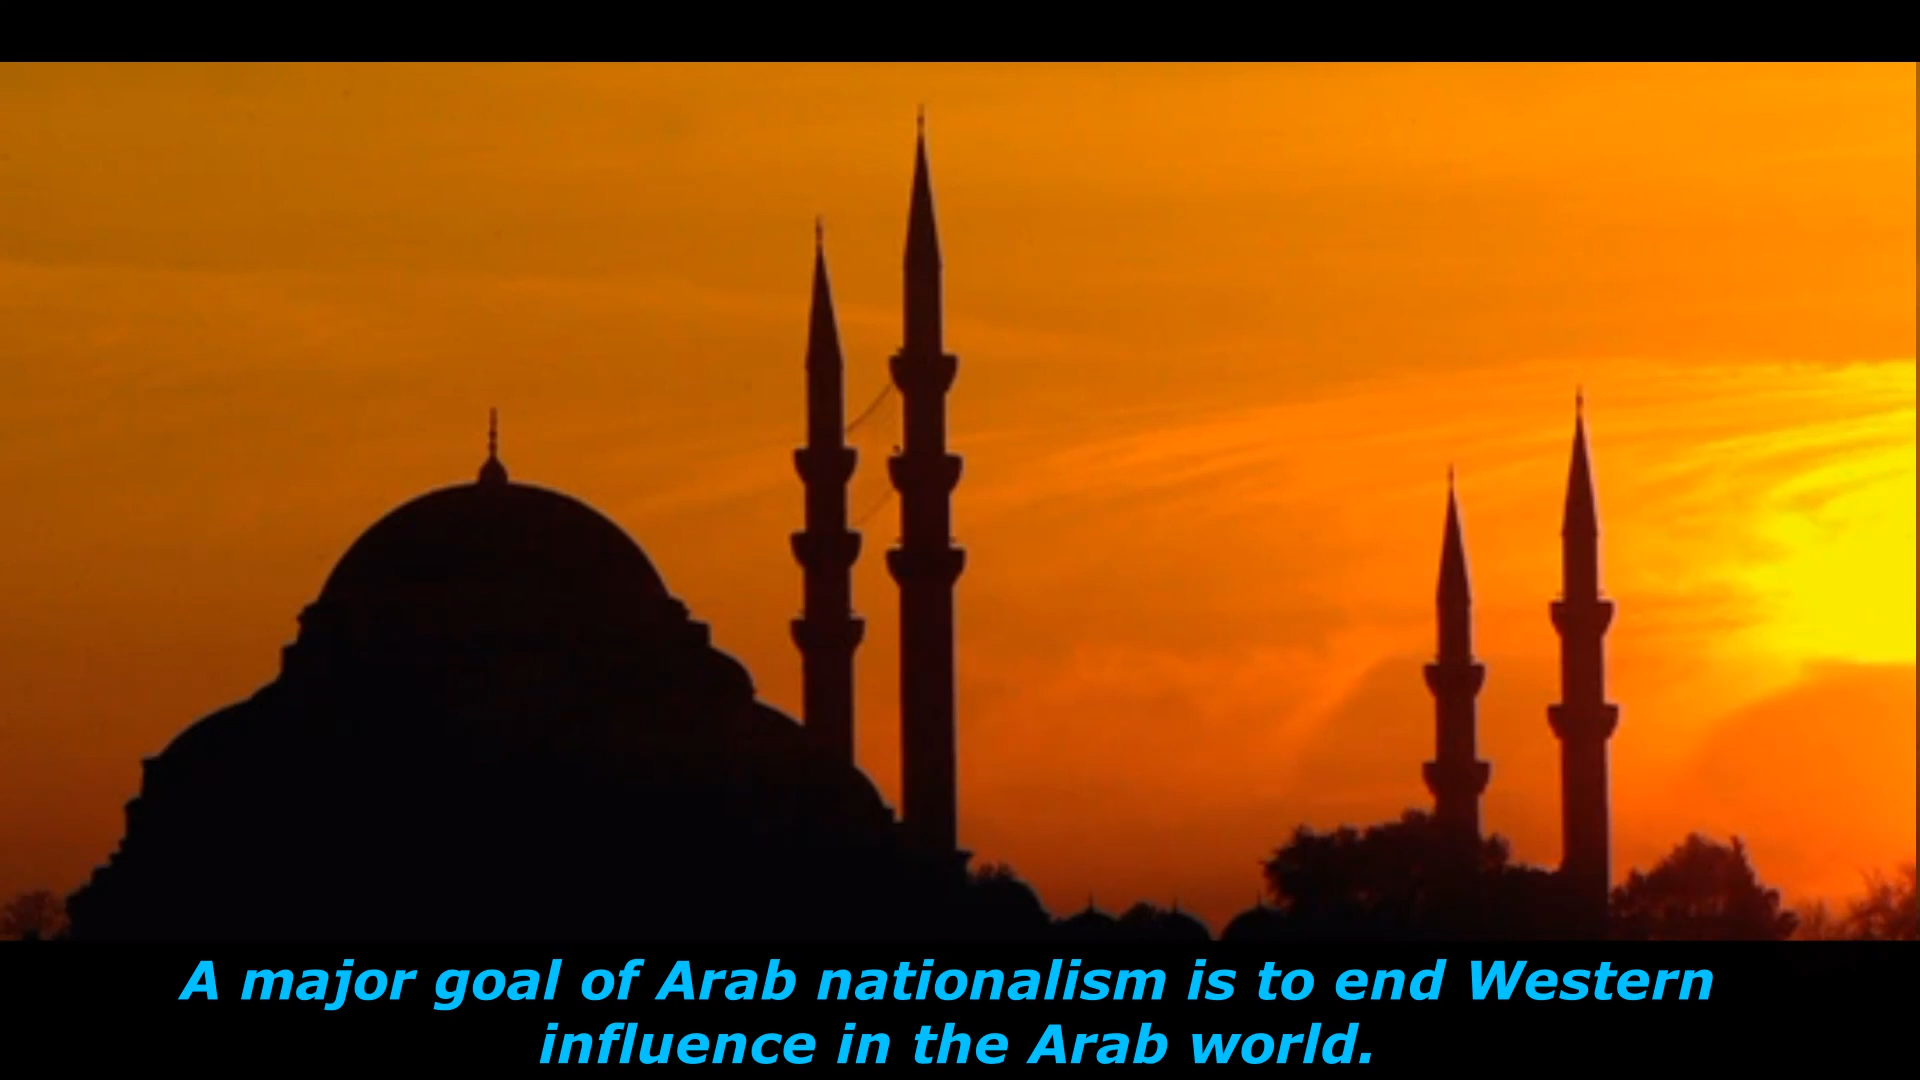 A major goal of Arab nationalism is to end Western
influence in the Arab world.